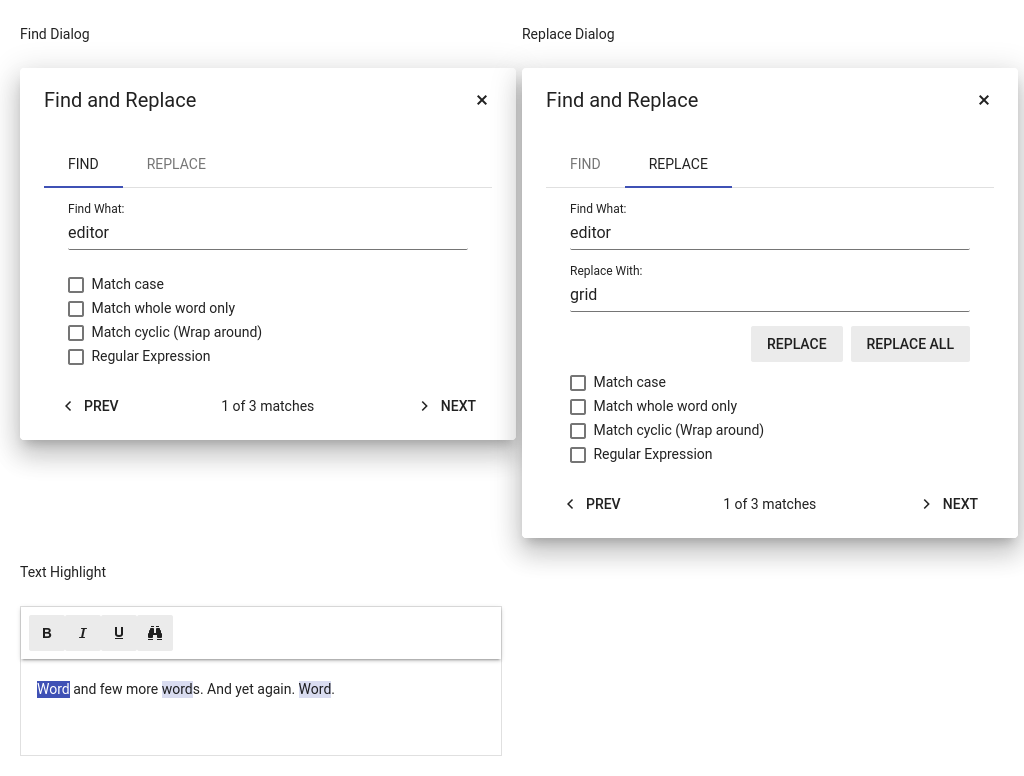 Find Dialog
Find and Replace
FIND REPLACE
Find What:
editor
Match case
Match whole word only
Match cyclic (Wrap around)
Regular Expression
PREV 1 of 3 matches NEXT
Replace Dialog
Find and Replace
FIND REPLACE
Find What:
editor
Replace With:
grid
REPLACE REPLACE ALL
Match case
Match whole word only
Match cyclic (Wrap around)
Regular Expression
PREV 1 of 3 matches NEXT
Text Highlight
B I U
Word and few more words. And yet again. Word.